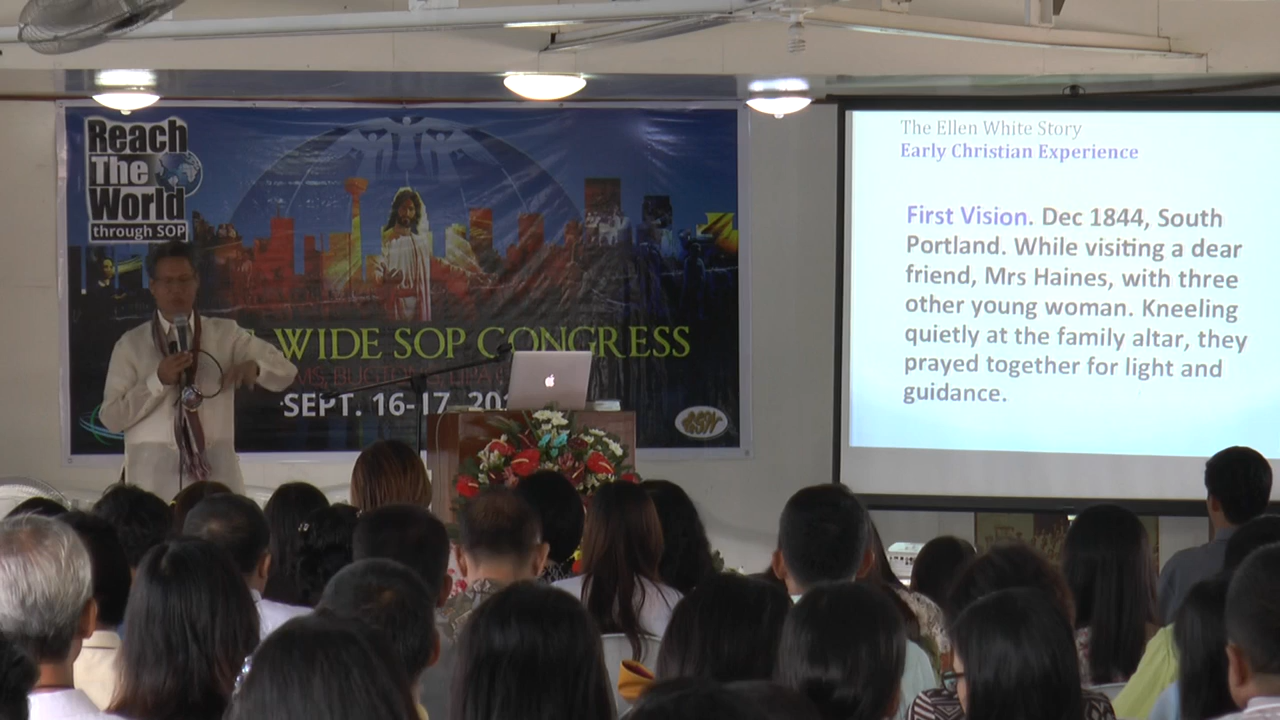 Reach
The
World
through SOP
WIDE SOP CONGRESS
SEPT. 16-17, 20
The Ellen White Story
Early Christian Experience
First Vision. Dec 1844, South
Portland. While visiting a dear
friend, Mrs Haines, with three
other young woman. Kneeling
quietly at the family altar, they
prayed together for light and
guidance.